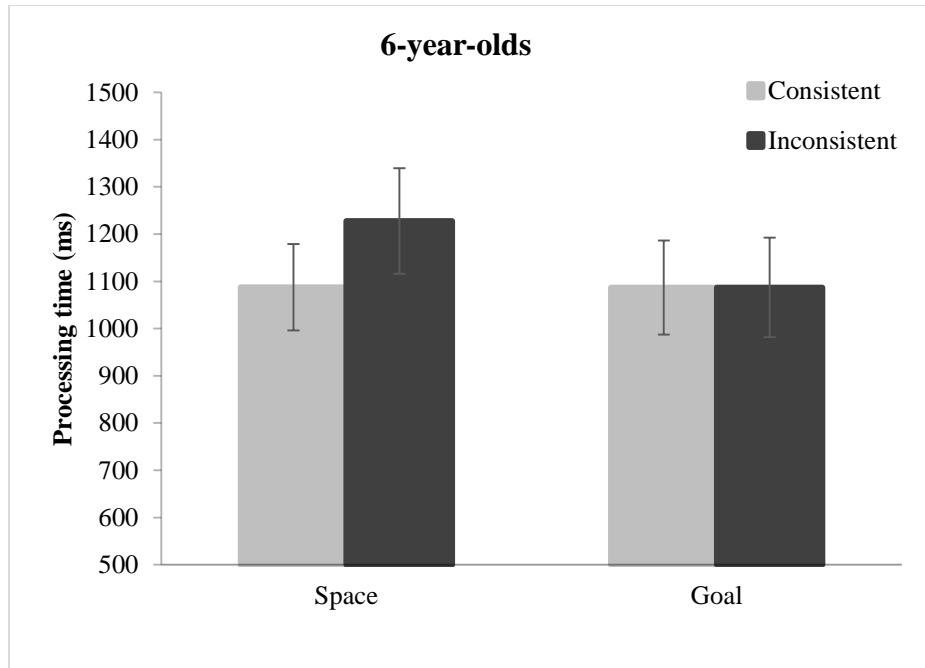 6-year-olds
Consistent
Inconsistent
Processing time (ms)
1500
1400
1300
1200
1100
1000
900
800
700
600
500
Space
Goal